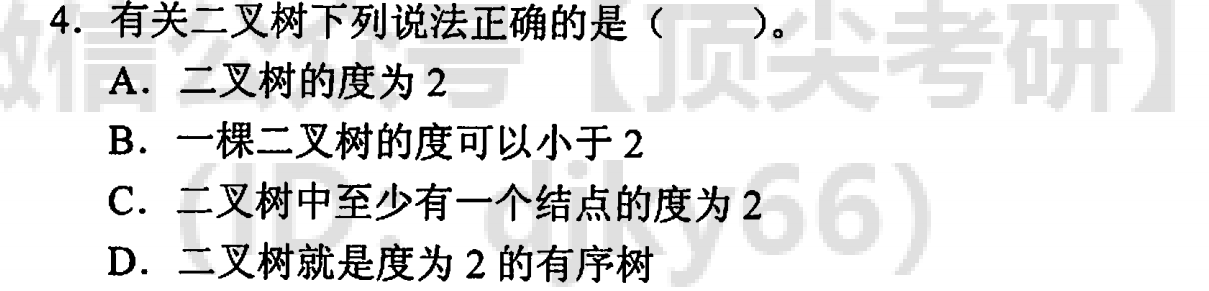 4. 有关二叉树下列说法正确的是（  ）。
A. 二叉树的度为 2
B. 一棵二叉树的度可以小于 2
C. 二叉树中至少有一个结点的度为 2
D. 二叉树就是度为 2 的有序树
微信公众号【顶尖考研】
(ID: djky66)